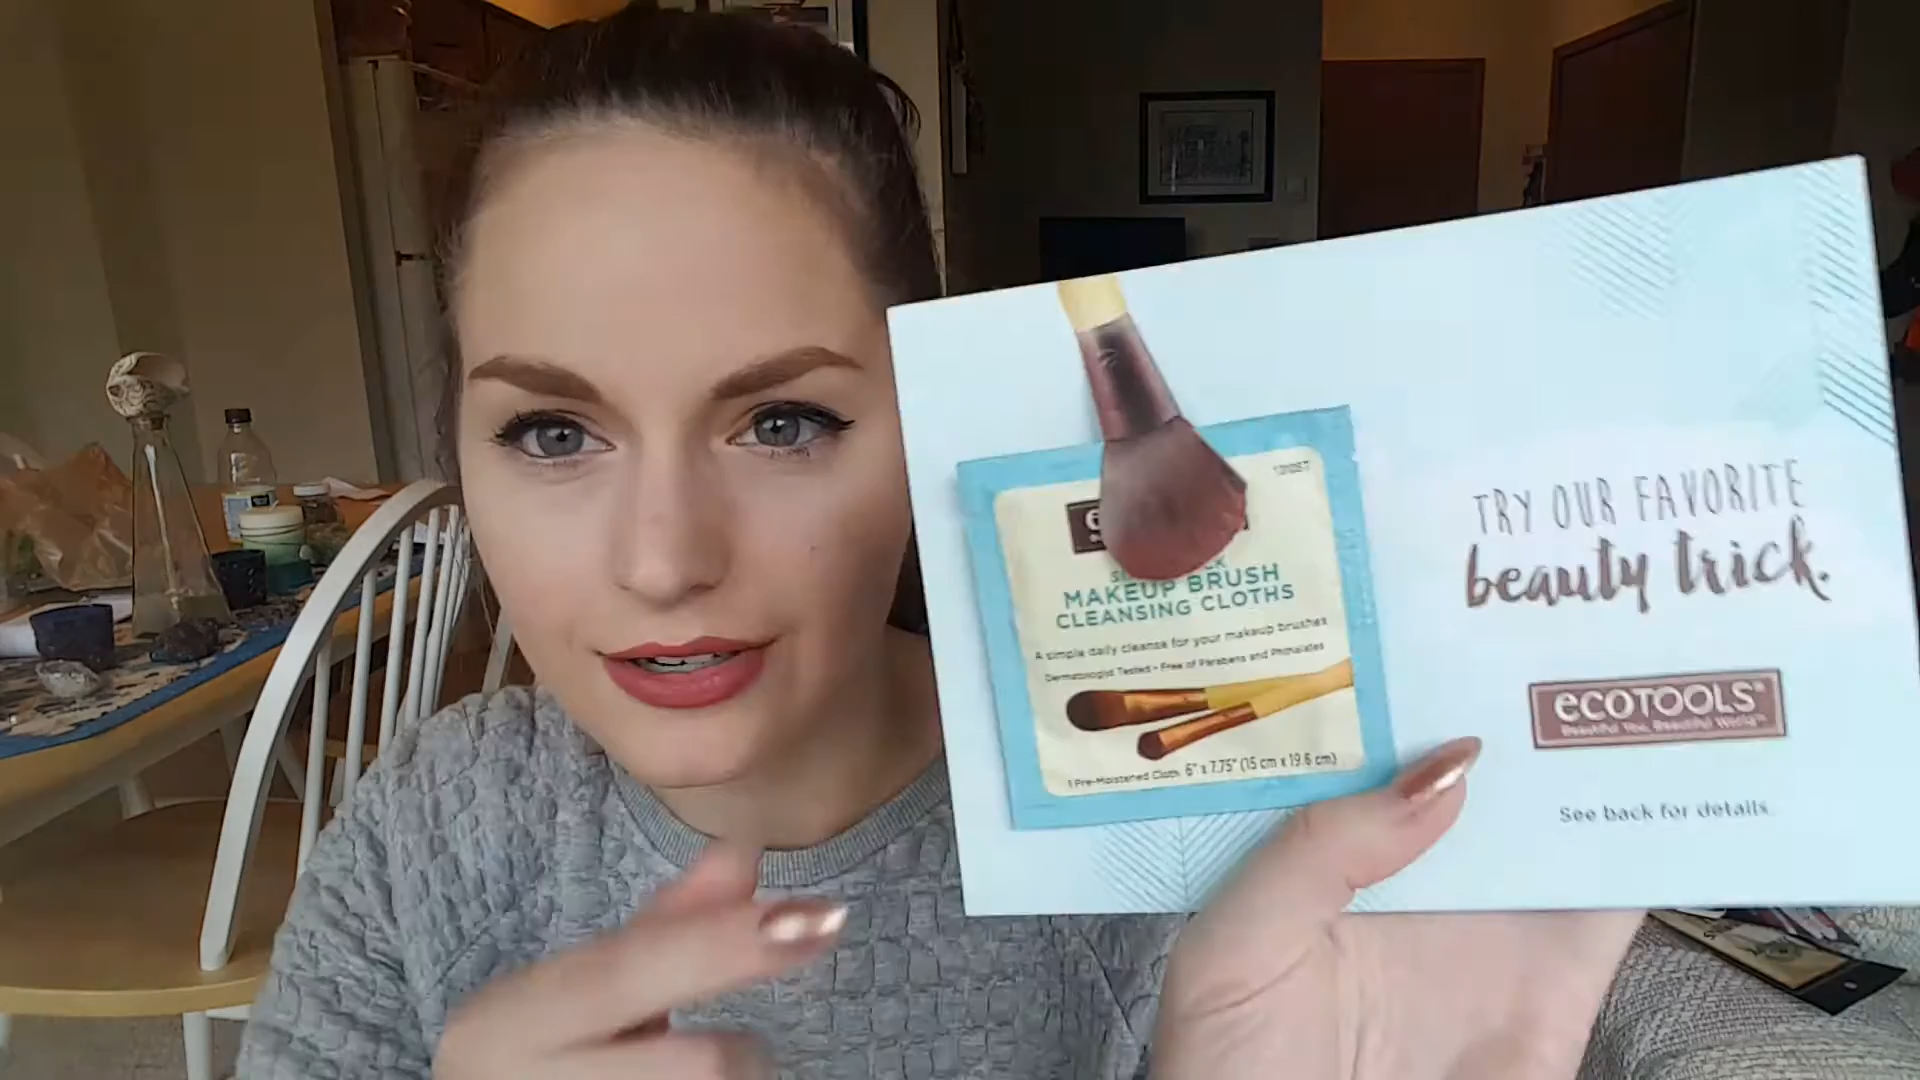 MAKEUP BRUSH
CLEANSING CLOTHS
A simple daily cleanse for your makeup brushes
Dermatologist Tested • Free of Parabens and Phthalates
1 Pre-Moistened Cloth 6" x 7.75" (15 cm x 19.6 cm)
TRY OUR FAVORITE
beauty trick.
ecoTOOLS®
Beautiful You. Beautiful World™
See back for details.